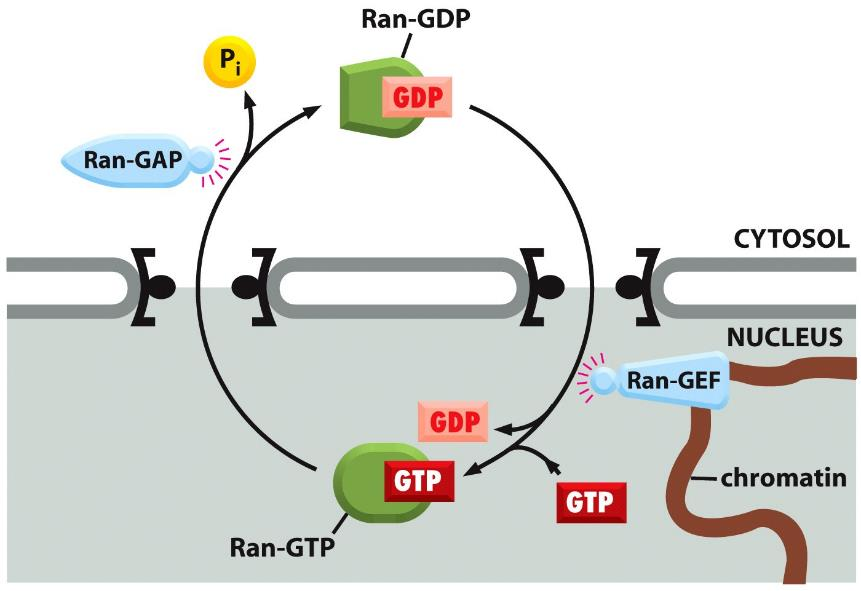 Ran-GDP
Pi
GDP
Ran-GAP
CYTOSOL
NUCLEUS
Ran-GEF
GDP
GTP
chromatin
GTP
Ran-GTP